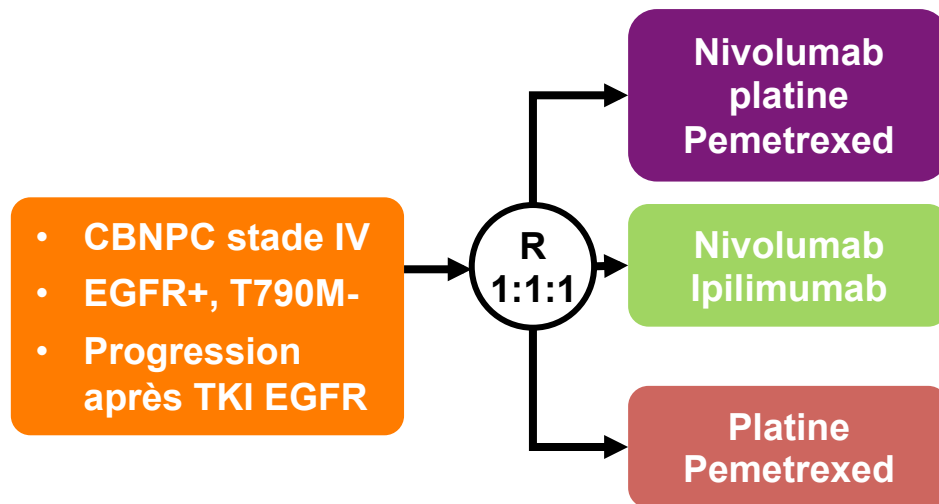 Nivolumab
platine
Pemetrexed
• CBNPC stade IV
• EGFR+, T790M-
• Progression
après TKI EGFR
R
1:1:1
Nivolumab
Ipilimumab
Platine
Pemetrexed